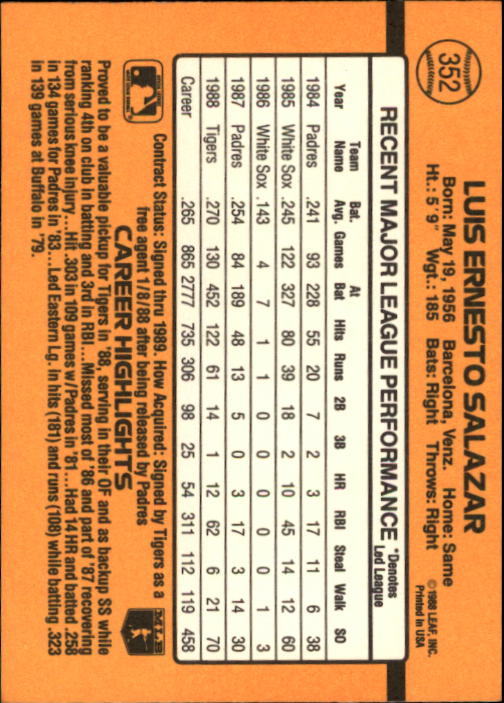 352
LUIS ERNESTO SALAZAR
Born: May 19, 1956 Barcelona, Venz. Home: Same
Ht.: 5'9" Wgt.: 185 Bats: Right Throws: Right
©1988 LEAF, INC.
Printed in USA
RECENT MAJOR LEAGUE PERFORMANCE *Denotes Led League
Year Team Name Bat. Avg. Games At Bat Hits Runs 2B 3B HR RBI Steal Walk SO
1984 Padres .241 93 228 55 20 7 2 3 17 11 6 38
1985 White Sox .245 122 327 80 39 18 2 10 45 14 12 60
1986 White Sox .143 4 7 1 1 0 0 0 0 0 1 3
1987 Padres .254 84 189 48 13 5 0 3 17 3 14 30
1988 Tigers .270 130 452 122 61 14 1 12 62 6 21 70
Career .265 865 2777 735 306 98 25 54 311 112 119 458
Contract Status: Signed thru 1989. How Acquired: Signed by Tigers as a
free agent 1/8/88 after being released by Padres
MLB
CAREER HIGHLIGHTS
Proved to be a valuable pickup for Tigers in '88, serving in their OF and as backup SS while
ranking 4th on club in batting and 3rd in RBI....Missed most of '86 and part of '87 recovering
from serious knee injury....Hit .303 in 109 games w/Padres in '81....Had 14 HR and batted .258
in 134 games for Padres in '83....Led Eastern Lg. in hits (181) and runs (108) while batting .323
in 139 games at Buffalo in '79.